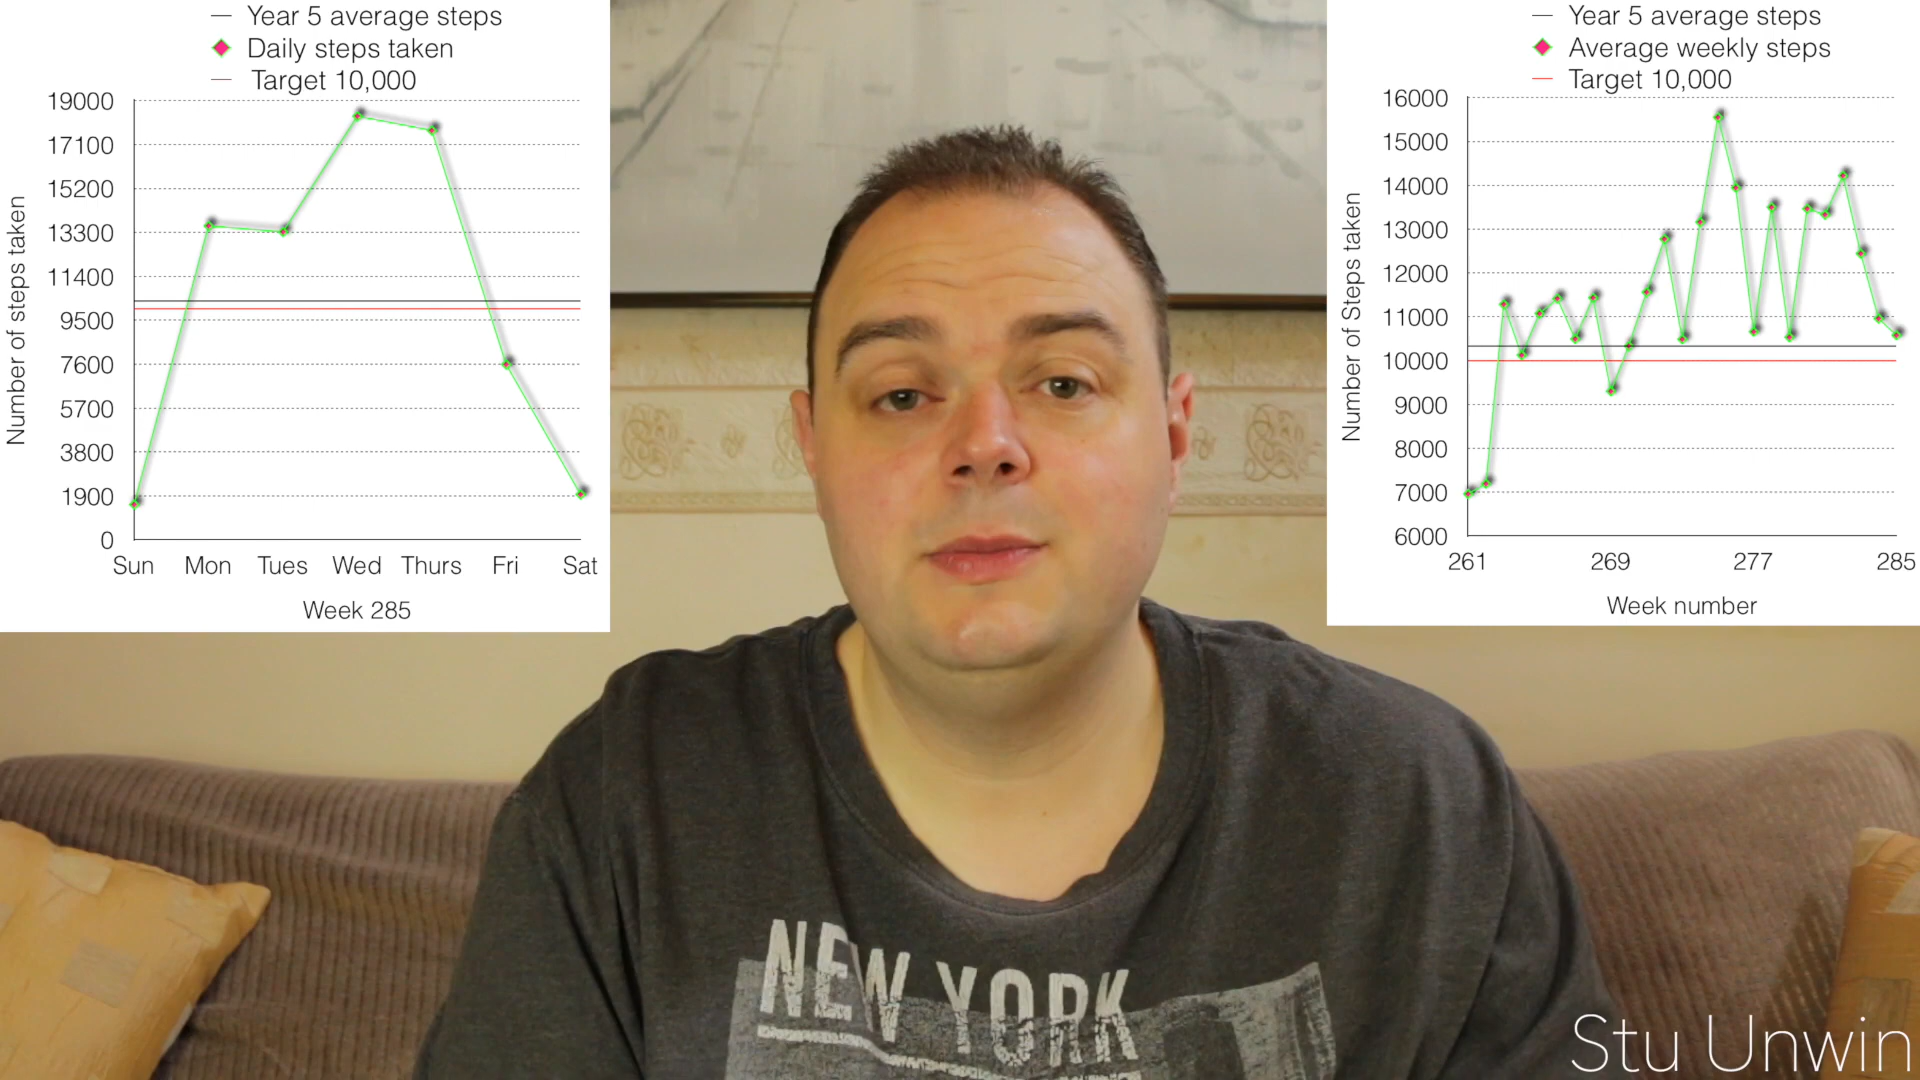 Year 5 average steps
Daily steps taken
Target 10,000
19000
17100
15200
13300
11400
9500
7600
5700
3800
1900
0
Number of steps taken
Sun Mon Tues Wed Thurs Fri Sat
Week 285
Year 5 average steps
Average weekly steps
Target 10,000
16000
15000
14000
13000
12000
11000
10000
9000
8000
7000
6000
Number of Steps taken
261 269 277 285
Week number
NEW YORK
Stu Unwin